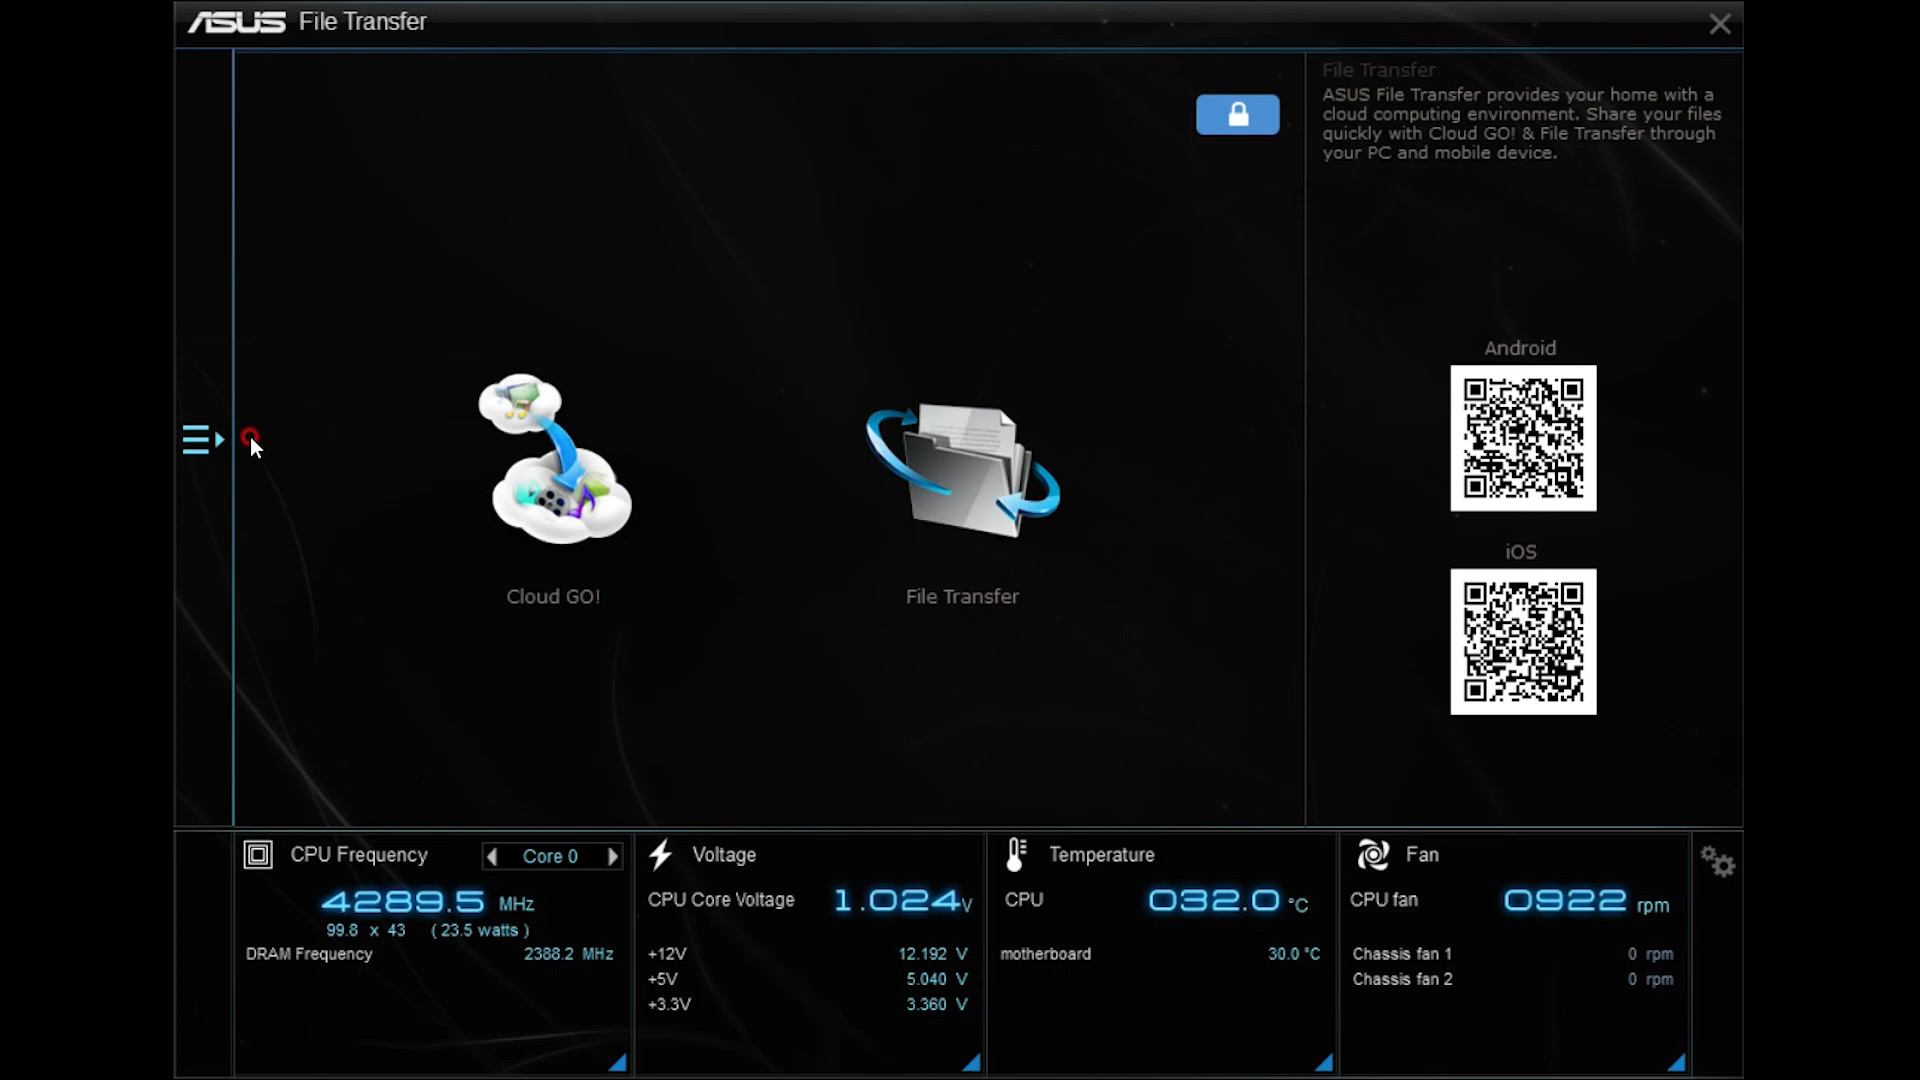 ASUS File Transfer
File Transfer
ASUS File Transfer provides your home with a
cloud computing environment. Share your files
quickly with Cloud GO! & File Transfer through
your PC and mobile device.
Android
iOS
Cloud GO!
File Transfer
CPU Frequency
Core 0
4289.5 MHz
99.8 x 43 ( 23.5 watts )
DRAM Frequency 2388.2 MHz
Voltage
CPU Core Voltage 1.024 V
+12V 12.192 V
+5V 5.040 V
+3.3V 3.360 V
Temperature
CPU 032.0 °C
motherboard 30.0 °C
Fan
CPU fan 0922 rpm
Chassis fan 1 0 rpm
Chassis fan 2 0 rpm